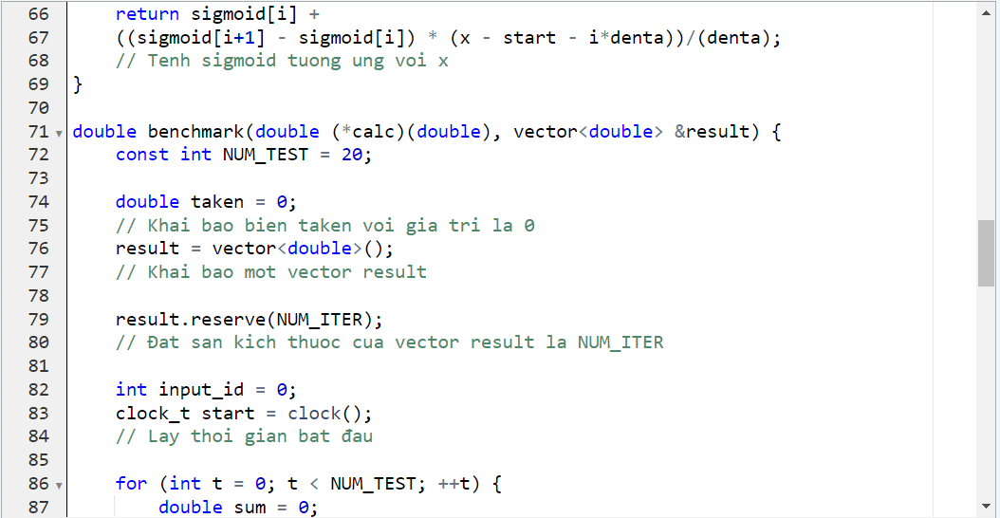 66     return sigmoid[i] +
67     ((sigmoid[i+1] - sigmoid[i]) * (x - start - i*denta))/(denta);
68     // Tenh sigmoid tuong ung voi x
69 }
70
71 double benchmark(double (*calc)(double), vector<double> &result) {
72     const int NUM_TEST = 20;
73
74     double taken = 0;
75     // Khai bao bien taken voi gia tri la 0
76     result = vector<double>();
77     // Khai bao mot vector result
78
79     result.reserve(NUM_ITER);
80     // Đat san kich thuoc cua vector result la NUM_ITER
81
82     int input_id = 0;
83     clock_t start = clock();
84     // Lay thoi gian bat đau
85
86     for (int t = 0; t < NUM_TEST; ++t) {
87         double sum = 0;